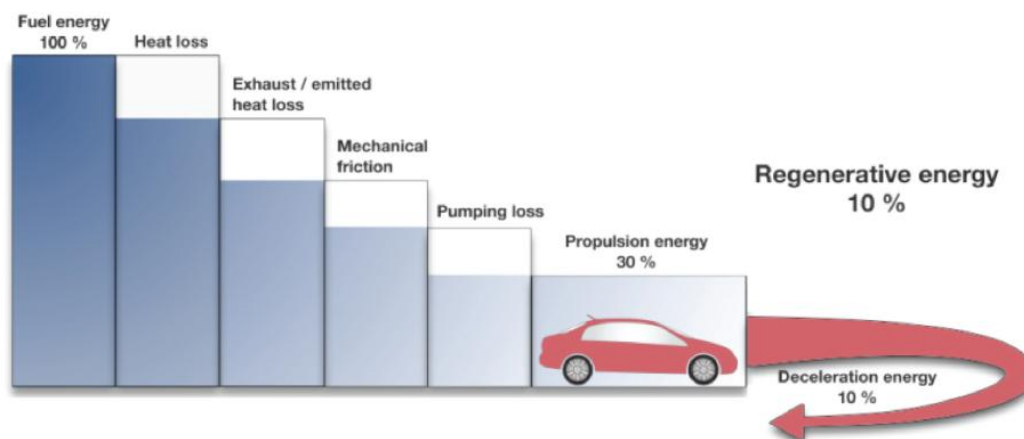 Fuel energy
100 %
Heat loss
Exhaust / emitted
heat loss
Mechanical
friction
Pumping loss
Propulsion energy
30 %
Regenerative energy
10 %
Deceleration energy
10 %